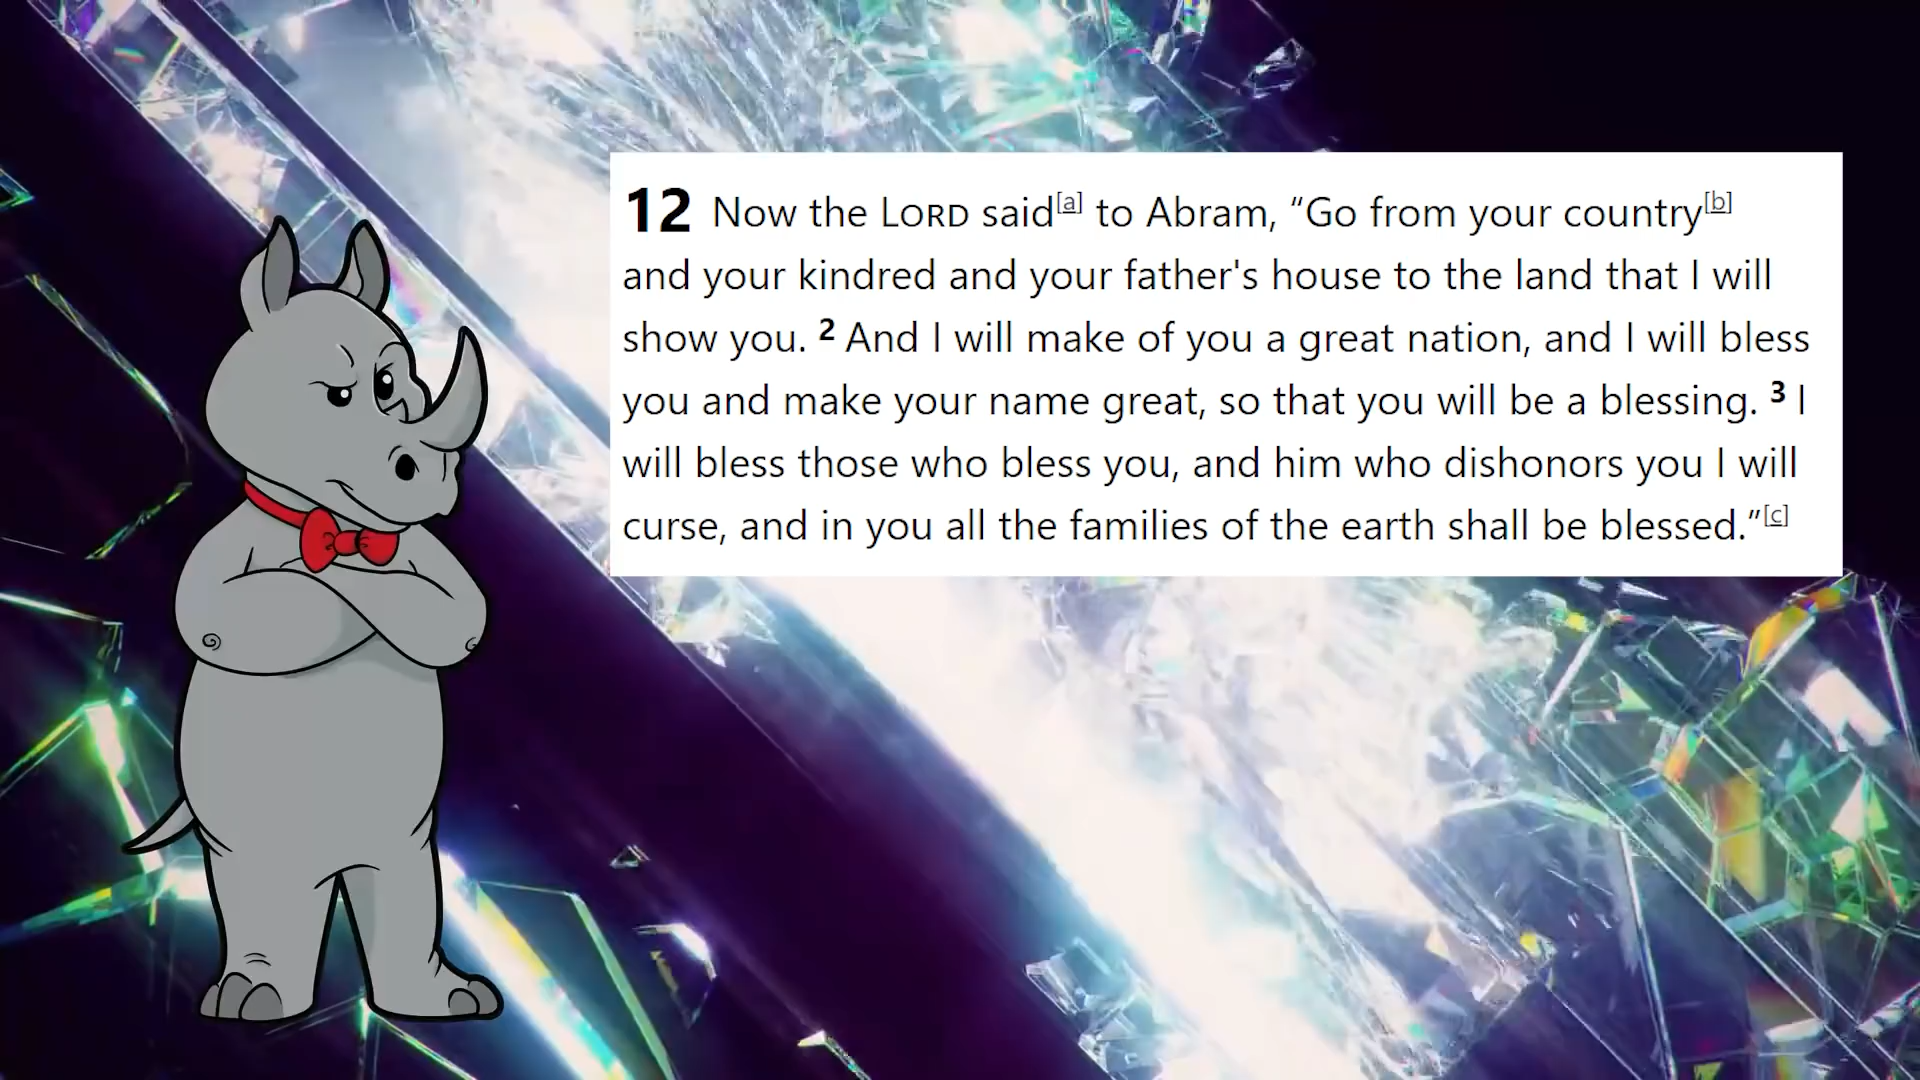 12 Now the LORD said[a] to Abram, “Go from your country[b]
and your kindred and your father's house to the land that I will
show you. 2 And I will make of you a great nation, and I will bless
you and make your name great, so that you will be a blessing. 3 I
will bless those who bless you, and him who dishonors you I will
curse, and in you all the families of the earth shall be blessed.”[c]